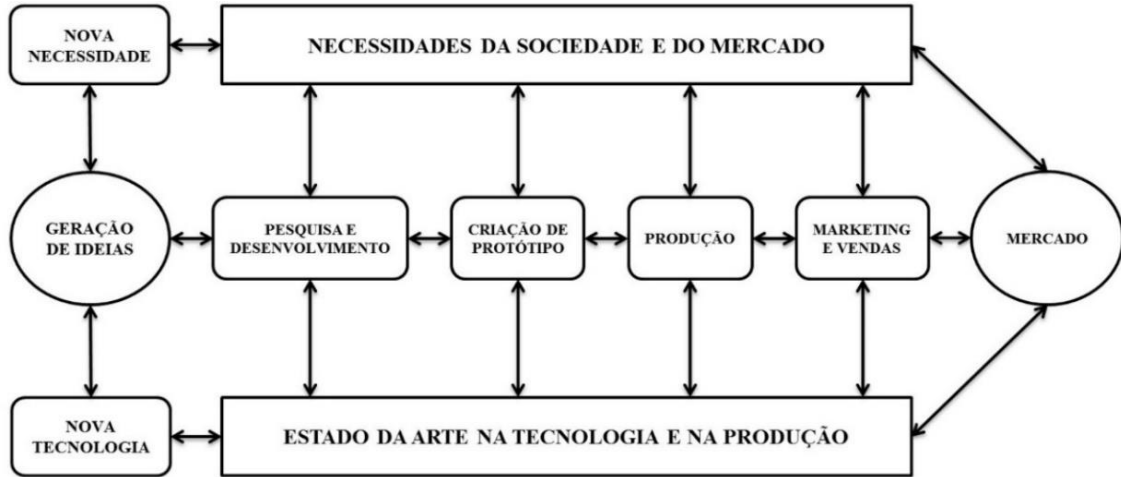 NOVA
NECESSIDADE
NECESSIDADES DA SOCIEDADE E DO MERCADO
GERAÇÃO
DE IDEIAS
PESQUISA E
DESENVOLVIMENTO
CRIAÇÃO DE
PROTÓTIPO
PRODUÇÃO
MARKETING
E VENDAS
MERCADO
NOVA
TECNOLOGIA
ESTADO DA ARTE NA TECNOLOGIA E NA PRODUÇÃO